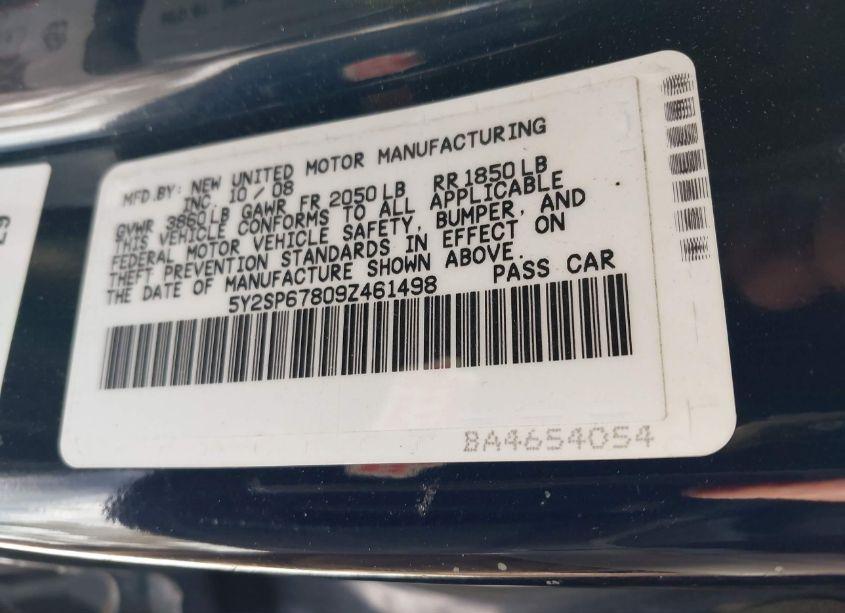 MFD.BY: NEW UNITED MOTOR MANUFACTURING
INC. 10 / 08
GVWR 3860 LB GAWR FR 2050 LB RR 1850 LB
THIS VEHICLE CONFORMS TO ALL APPLICABLE
FEDERAL MOTOR VEHICLE SAFETY, BUMPER, AND
THEFT PREVENTION STANDARDS IN EFFECT ON
THE DATE OF MANUFACTURE SHOWN ABOVE.
5Y2SP67809Z461498 PASS CAR
BA4654054